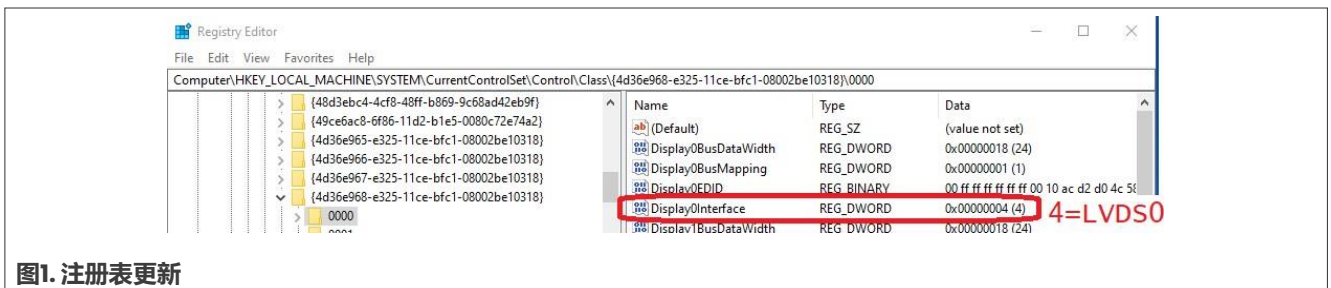 Registry Editor
File Edit View Favorites Help
Computer\HKEY_LOCAL_MACHINE\SYSTEM\CurrentControlSet\Control\Class\{4d36e968-e325-11ce-bfc1-08002be10318}\0000
{48d3ebc4-4cf8-48ff-b869-9c68ad42eb9f} Name Type Data
{49ce6ac8-6f86-11d2-b1e5-0080c72e74a2} (Default) REG_SZ (value not set)
{4d36e965-e325-11ce-bfc1-08002be10318} Display0BusDataWidth REG_DWORD 0x00000018 (24)
{4d36e966-e325-11ce-bfc1-08002be10318} Display0BusMapping REG_DWORD 0x00000001 (1)
{4d36e967-e325-11ce-bfc1-08002be10318} Display0EDID REG_BINARY 00 ff ff ff ff ff ff 00 10 ac d2 d0 4c
{4d36e968-e325-11ce-bfc1-08002be10318} Display0Interface REG_DWORD 0x00000004 (4) 4=LVDS0
0000 Display1BusDataWidth REG_DWORD 0x00000018 (24)
图1. 注册表更新